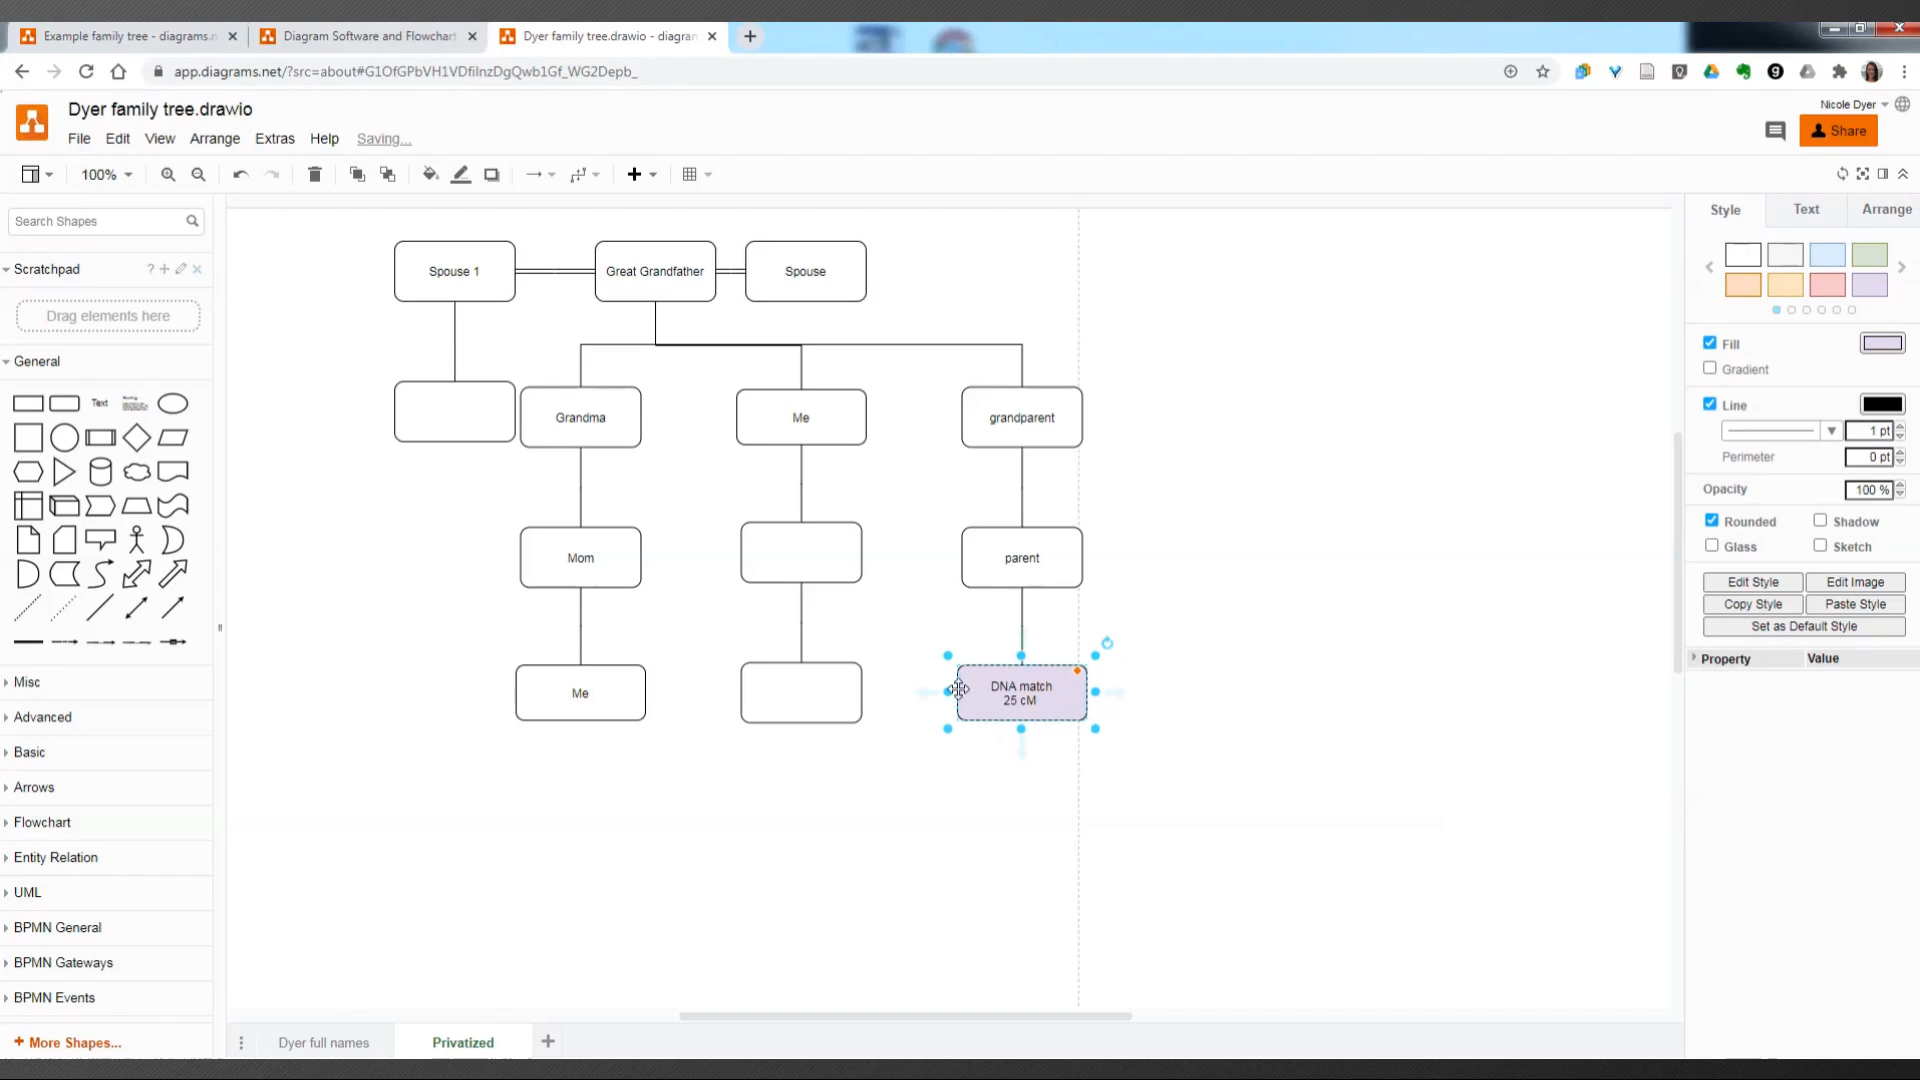 Example family tree - diagrams.n
Diagram Software and Flowchart
Dyer family tree.drawio - diagran
app.diagrams.net/?src=about#G1OfGPbVH1VDfiInzDgQwb1Gf_WG2Depb_
Dyer family tree.drawio
Nicole Dyer
File Edit View Arrange Extras Help Saving...
Share
100%
Search Shapes
Scratchpad
?
Drag elements here
General
Text
Misc
Advanced
Basic
Arrows
Flowchart
Entity Relation
UML
BPMN General
BPMN Gateways
BPMN Events
+ More Shapes...
Spouse 1
Great Grandfather
Spouse
Grandma
Me
grandparent
Mom
parent
Me
DNA match
25 cM
Dyer full names
Privatized
Style Text Arrange
Fill
Gradient
Line
1 pt
Perimeter
0 pt
Opacity
100 %
Rounded
Shadow
Glass
Sketch
Edit Style
Edit Image
Copy Style
Paste Style
Set as Default Style
Property
Value